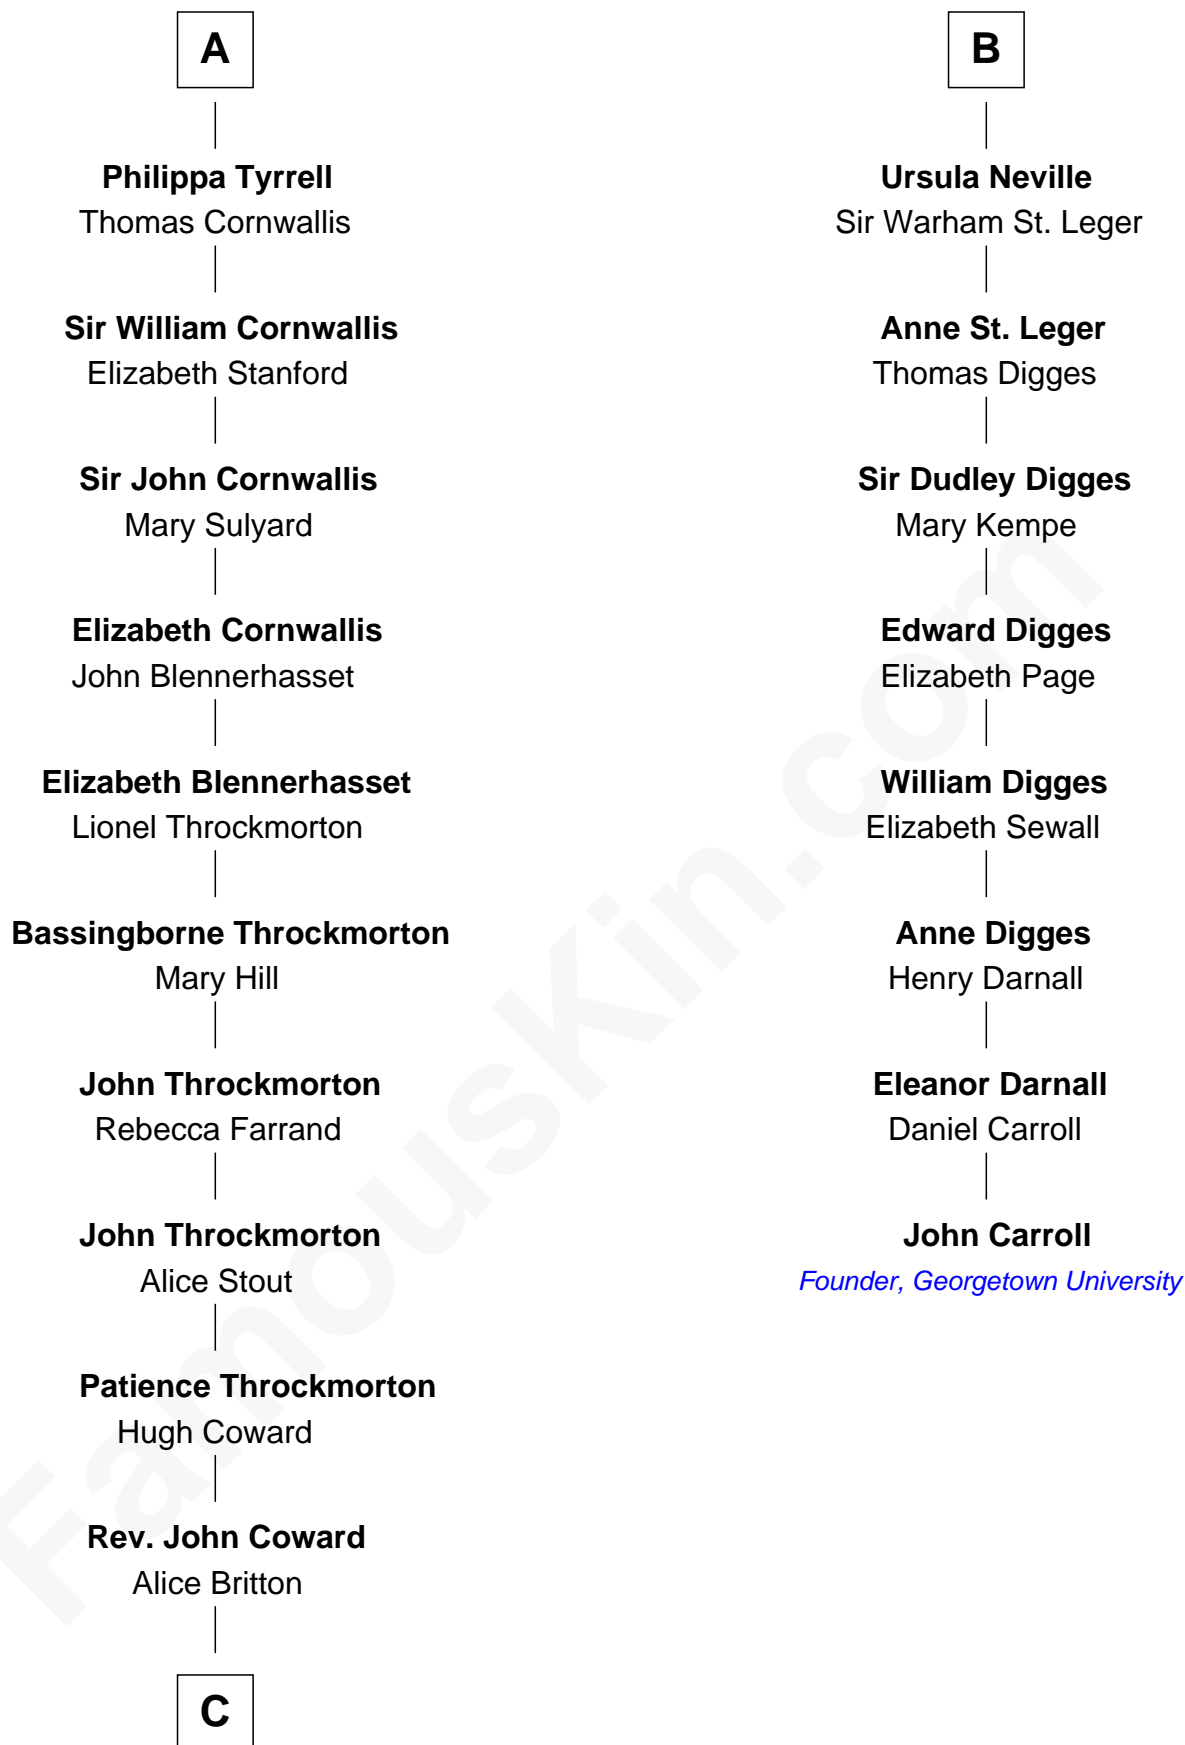 A
Philippa Tyrrell
Thomas Cornwallis
Sir William Cornwallis
Elizabeth Stanford
Sir John Cornwallis
Mary Sulyard
Elizabeth Cornwallis
John Blennerhasset
Elizabeth Blennerhasset
Lionel Throckmorton
Bassingborne Throckmorton
Mary Hill
John Throckmorton
Rebecca Farrand
John Throckmorton
Alice Stout
Patience Throckmorton
Hugh Coward
Rev. John Coward
Alice Britton
C
B
Ursula Neville
Sir Warham St. Leger
Anne St. Leger
Thomas Digges
Sir Dudley Digges
Mary Kempe
Edward Digges
Elizabeth Page
William Digges
Elizabeth Sewall
Anne Digges
Henry Darnall
Eleanor Darnall
Daniel Carroll
John Carroll
Founder, Georgetown University
FamousKin.com